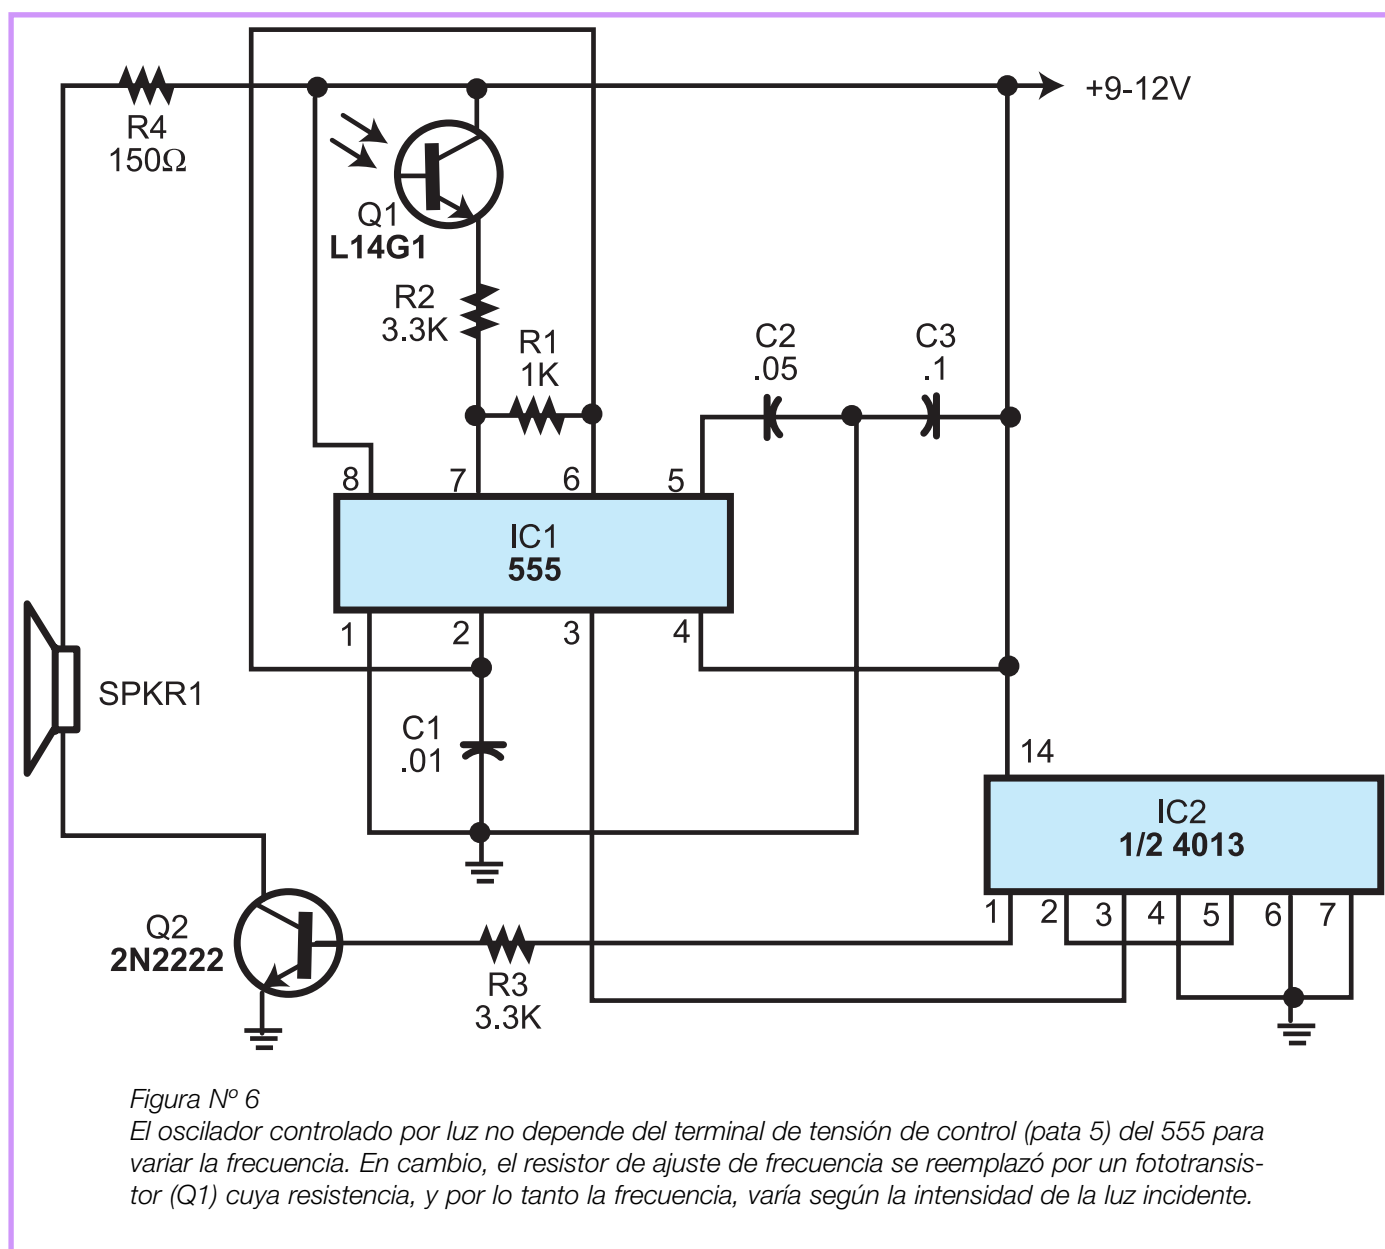 +9-12V
R4
150Ω
Q1
L14G1
R2
3.3K
R1
1K
C2
.05
C3
.1
8
7
6
5
IC1
555
1
2
3
4
SPKR1
C1
.01
14
IC2
1/2 4013
1
2
3
4
5
6
7
Q2
2N2222
R3
3.3K
Figura Nº 6
El oscilador controlado por luz no depende del terminal de tensión de control (pata 5) del 555 para
variar la frecuencia. En cambio, el resistor de ajuste de frecuencia se reemplazó por un fototransis-
tor (Q1) cuya resistencia, y por lo tanto la frecuencia, varía según la intensidad de la luz incidente.